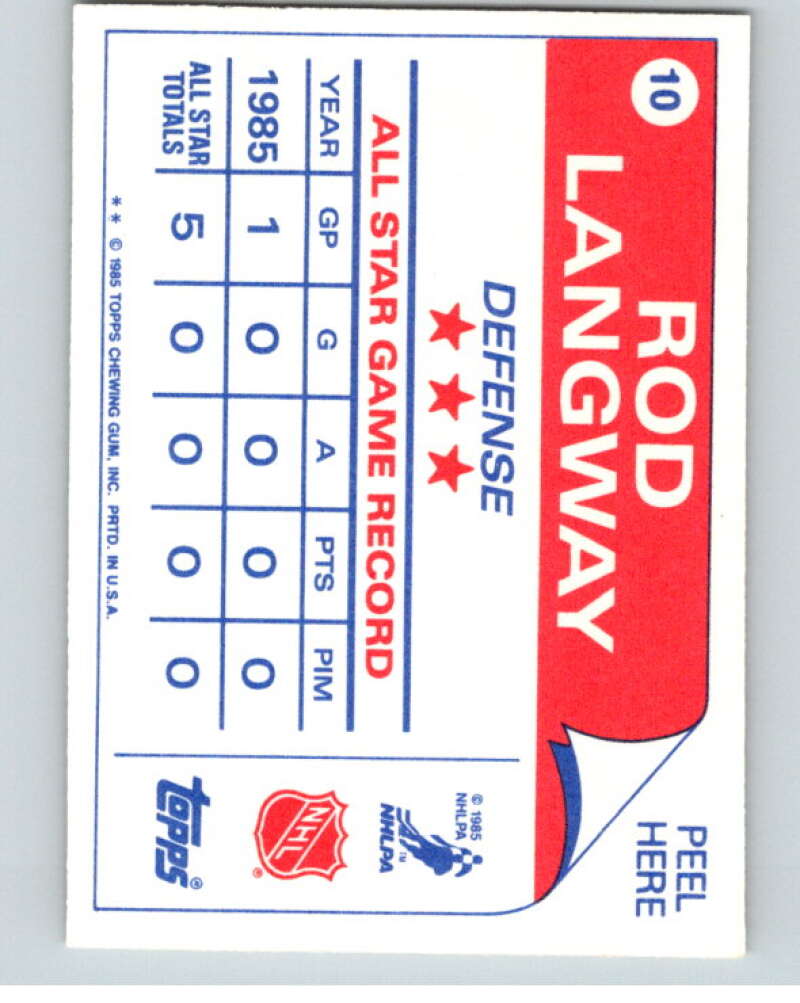 10
ROD
LANGWAY
PEEL
HERE
DEFENSE
ALL STAR GAME RECORD
YEAR GP G A PTS PIM
1985 1 0 0 0 0
ALL STAR
TOTALS 5 0 0 0 0
** © 1985 TOPPS CHEWING GUM, INC. PRTD. IN U.S.A.
© 1985
NHLPA
NHLPA™
NHL®
topps®